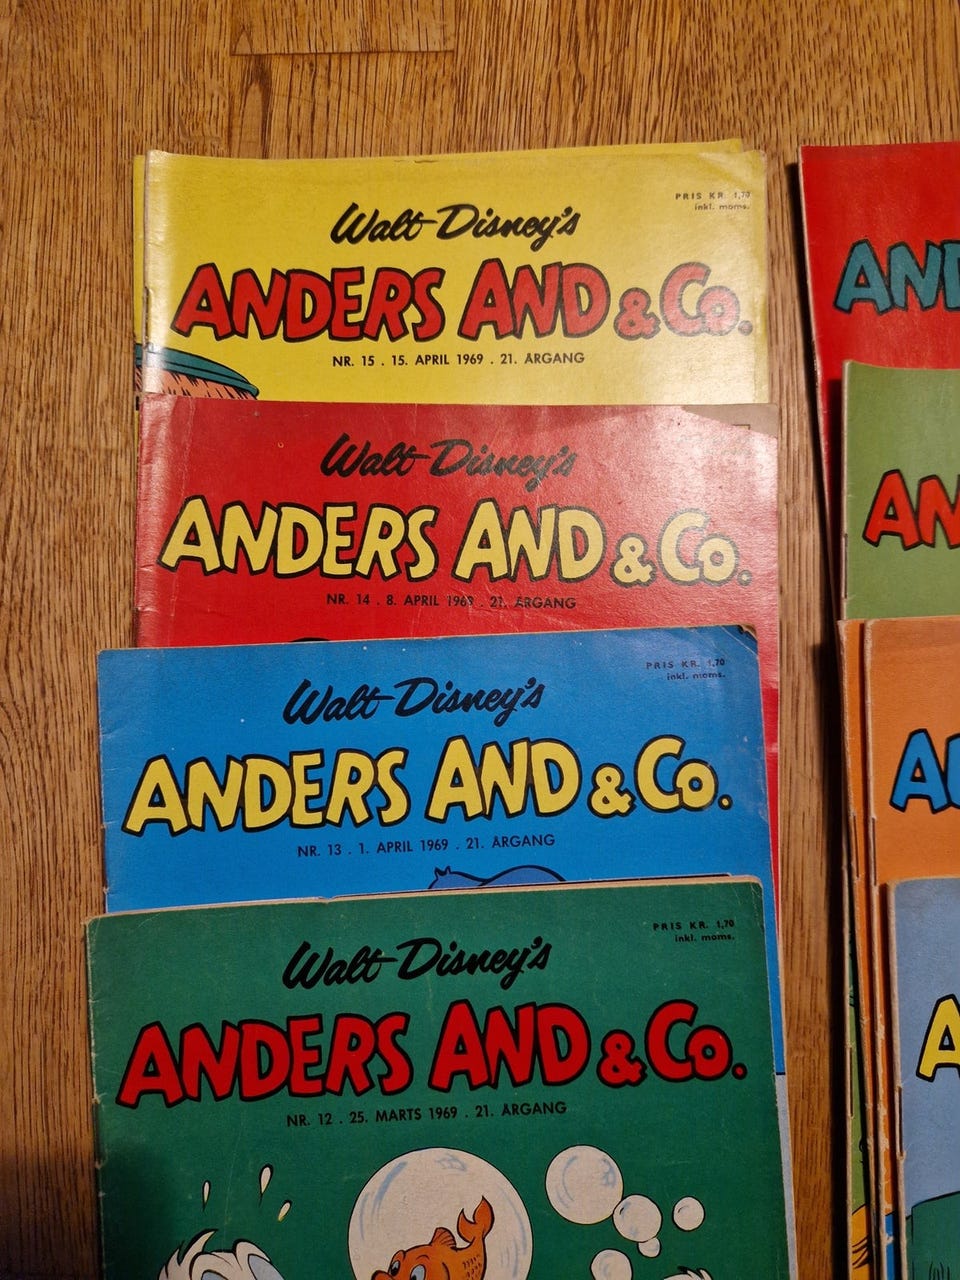 PRIS KR. 1,70
inkl. moms.
Walt Disney's
ANDERS AND & Co.
NR. 15 . 15. APRIL 1969 . 21. ÅRGANG
Walt Disney's
ANDERS AND & Co.
NR. 14 . 8. APRIL 1969 . 21. ÅRGANG
PRIS KR. 1,70
inkl. moms.
Walt Disney's
ANDERS AND & Co.
NR. 13 . 1. APRIL 1969 . 21. ÅRGANG
PRIS KR. 1,70
inkl. moms.
Walt Disney's
ANDERS AND & Co.
NR. 12 . 25. MARTS 1969 . 21. ÅRGANG
AND
AN
A